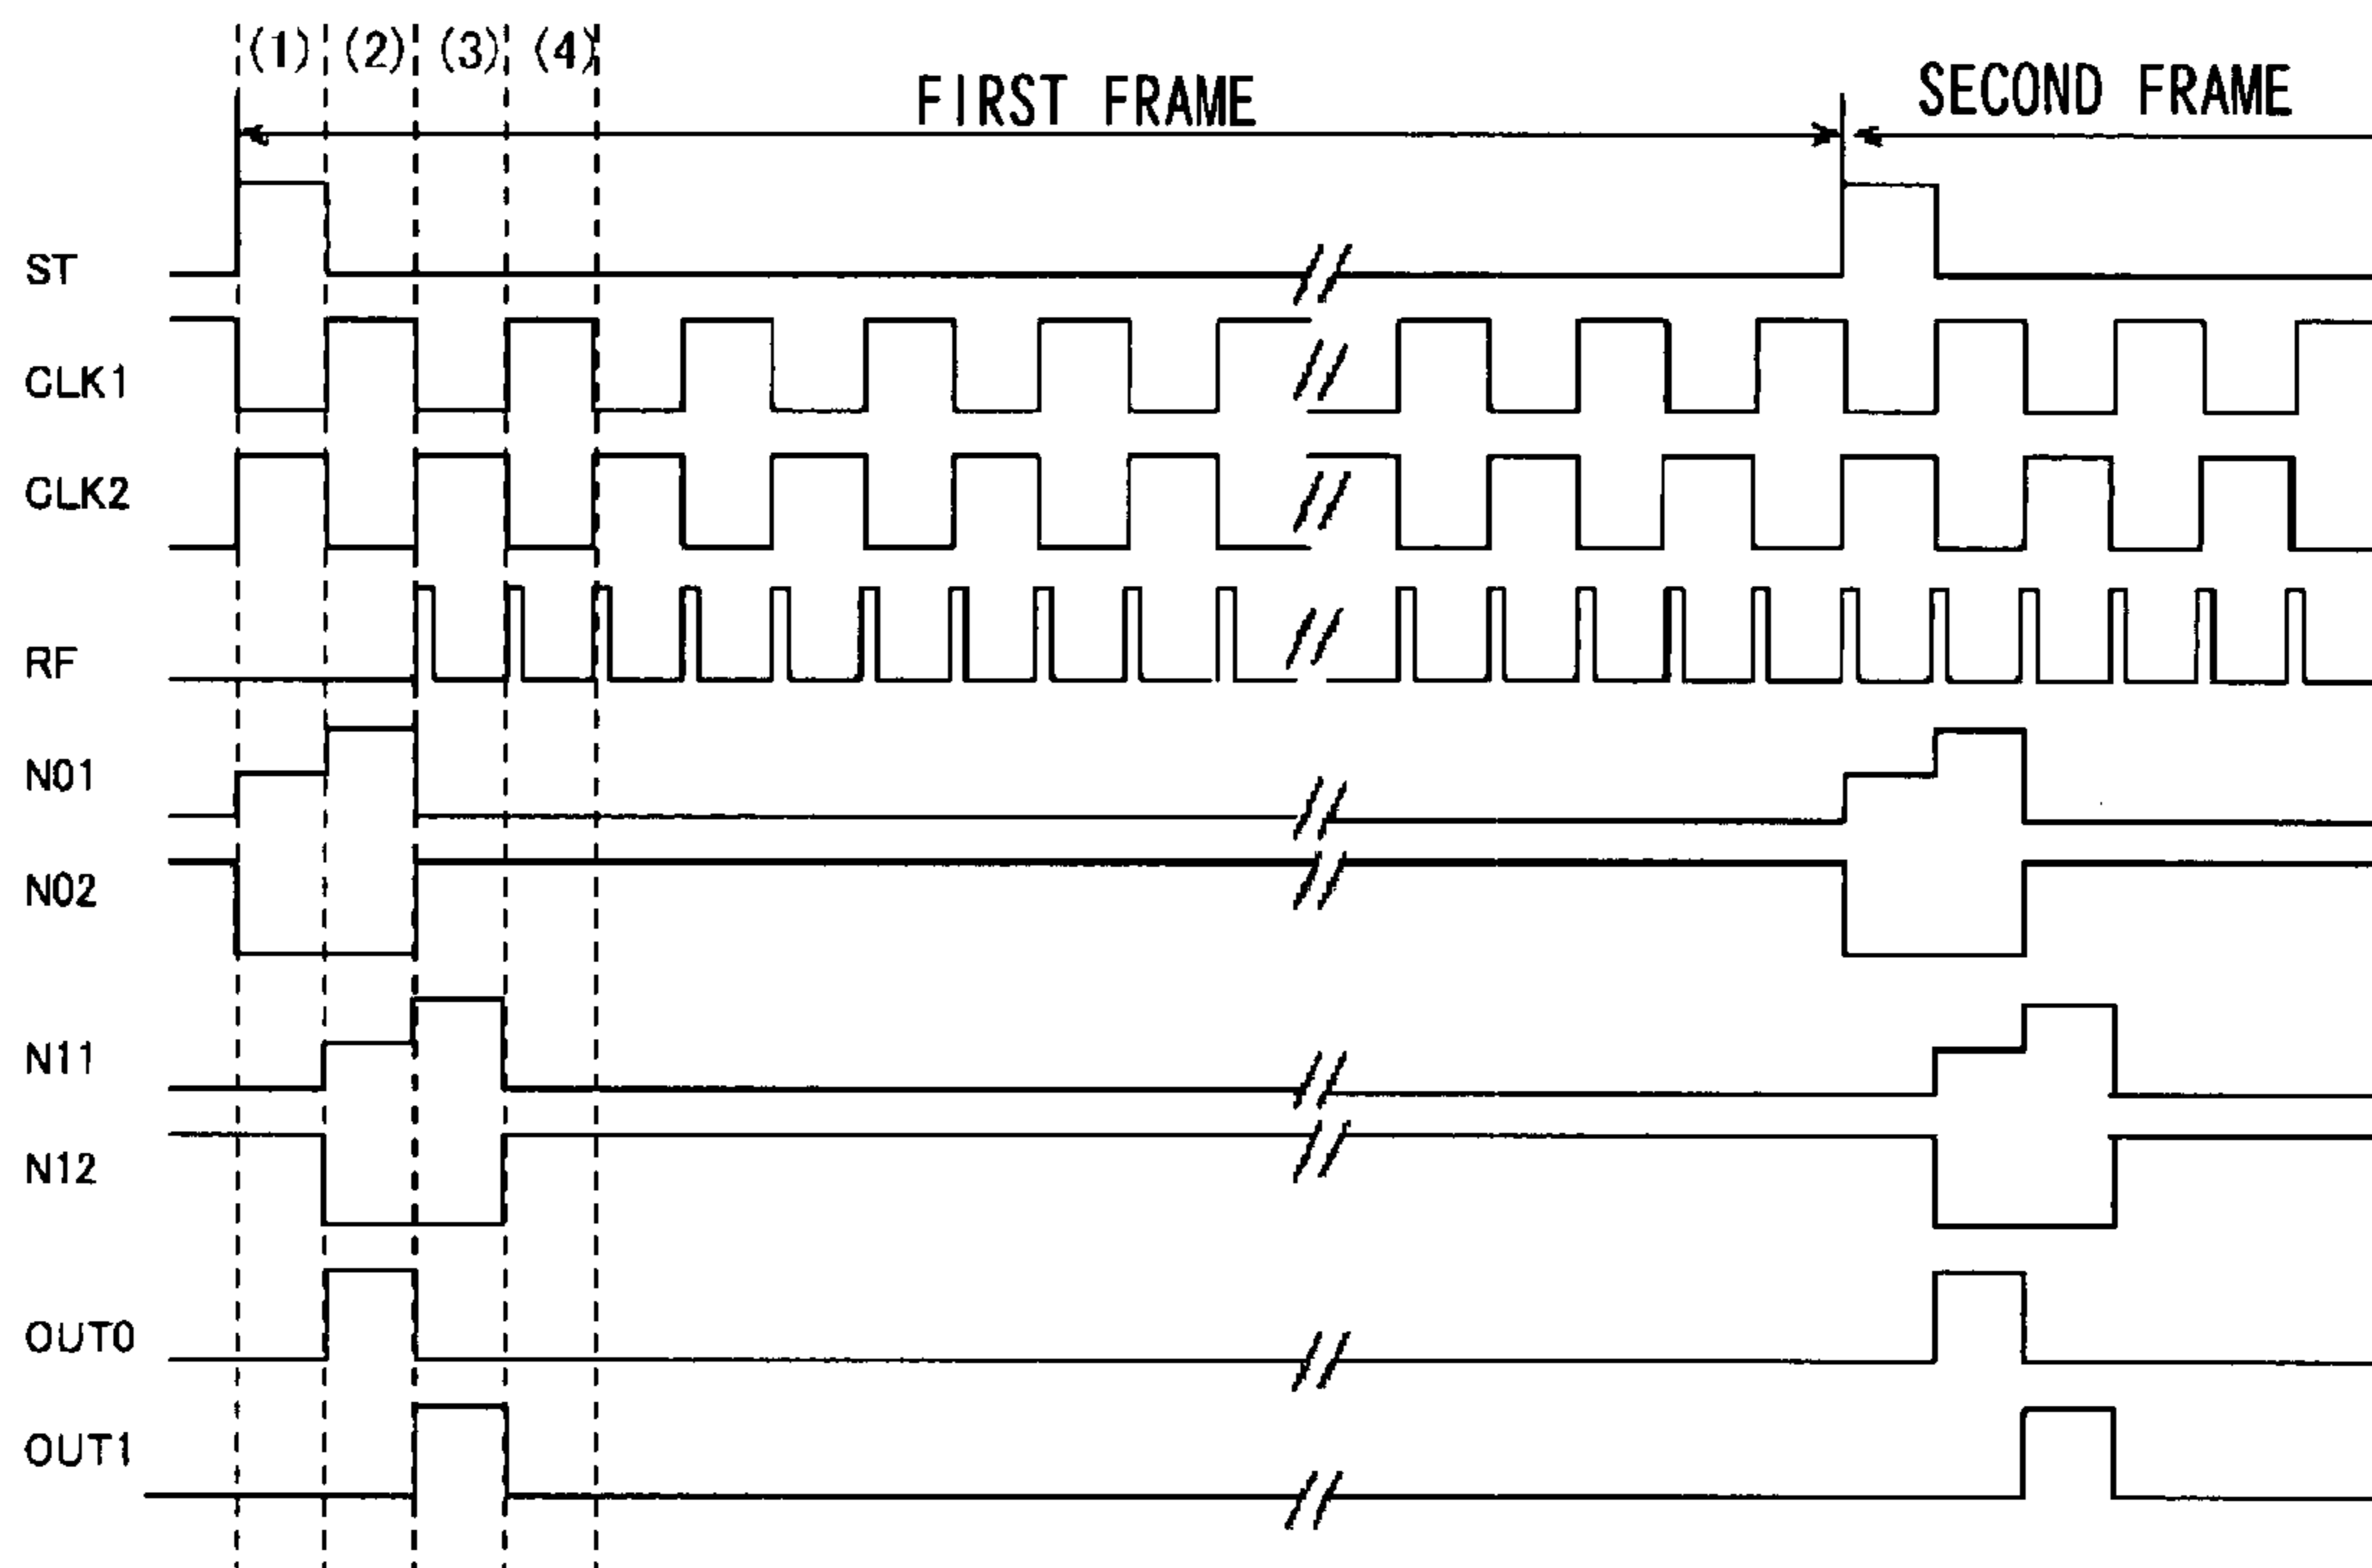 (1) (2) (3) (4)
FIRST FRAME
SECOND FRAME
ST
CLK1
CLK2
RF
N01
N02
N11
N12
OUT0
OUT1